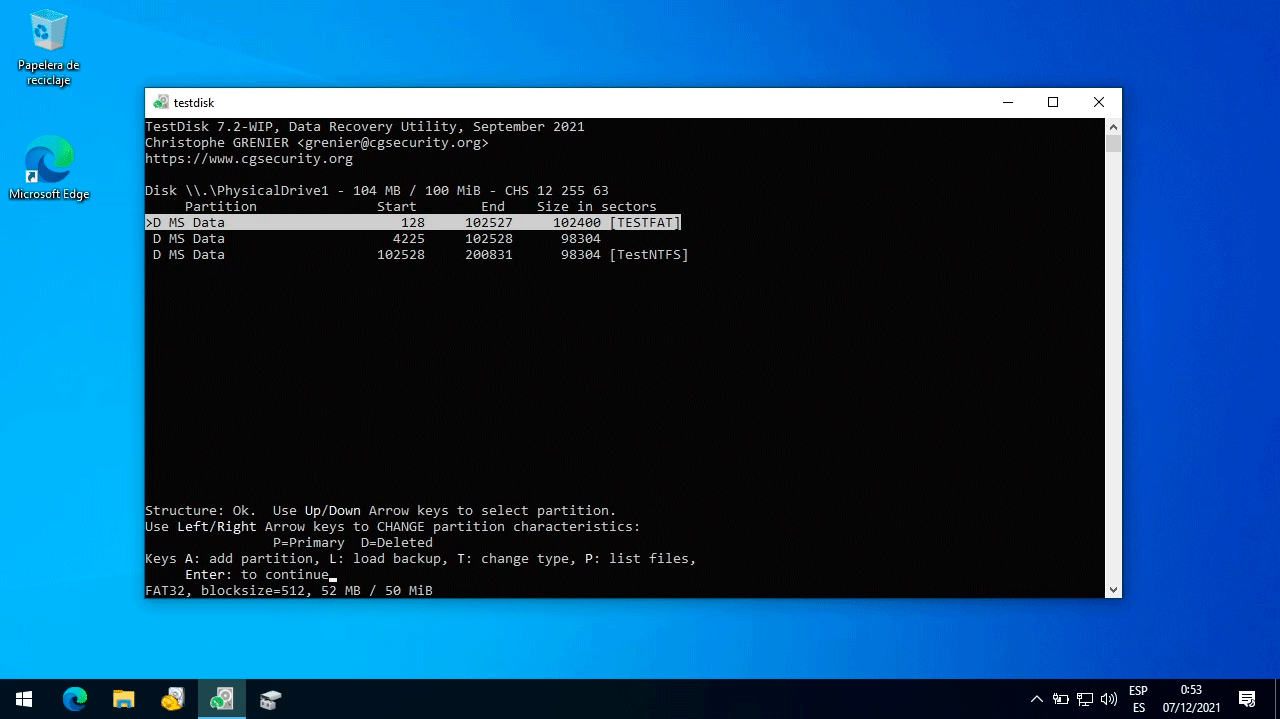 Papelera de
reciclaje
Microsoft Edge
testdisk
TestDisk 7.2-WIP, Data Recovery Utility, September 2021
Christophe GRENIER <grenier@cgsecurity.org>
https://www.cgsecurity.org
Disk \\.\PhysicalDrive1 - 104 MB / 100 MiB - CHS 12 255 63
Partition Start End Size in sectors
>D MS Data 128 102527 102400 [TESTFAT]
D MS Data 4225 102528 98304
D MS Data 102528 200831 98304 [TestNTFS]
Structure: Ok. Use Up/Down Arrow keys to select partition.
Use Left/Right Arrow keys to CHANGE partition characteristics:
P=Primary D=Deleted
Keys A: add partition, L: load backup, T: change type, P: list files,
Enter: to continue_
FAT32, blocksize=512, 52 MB / 50 MiB
ESP
ES
0:53
07/12/2021